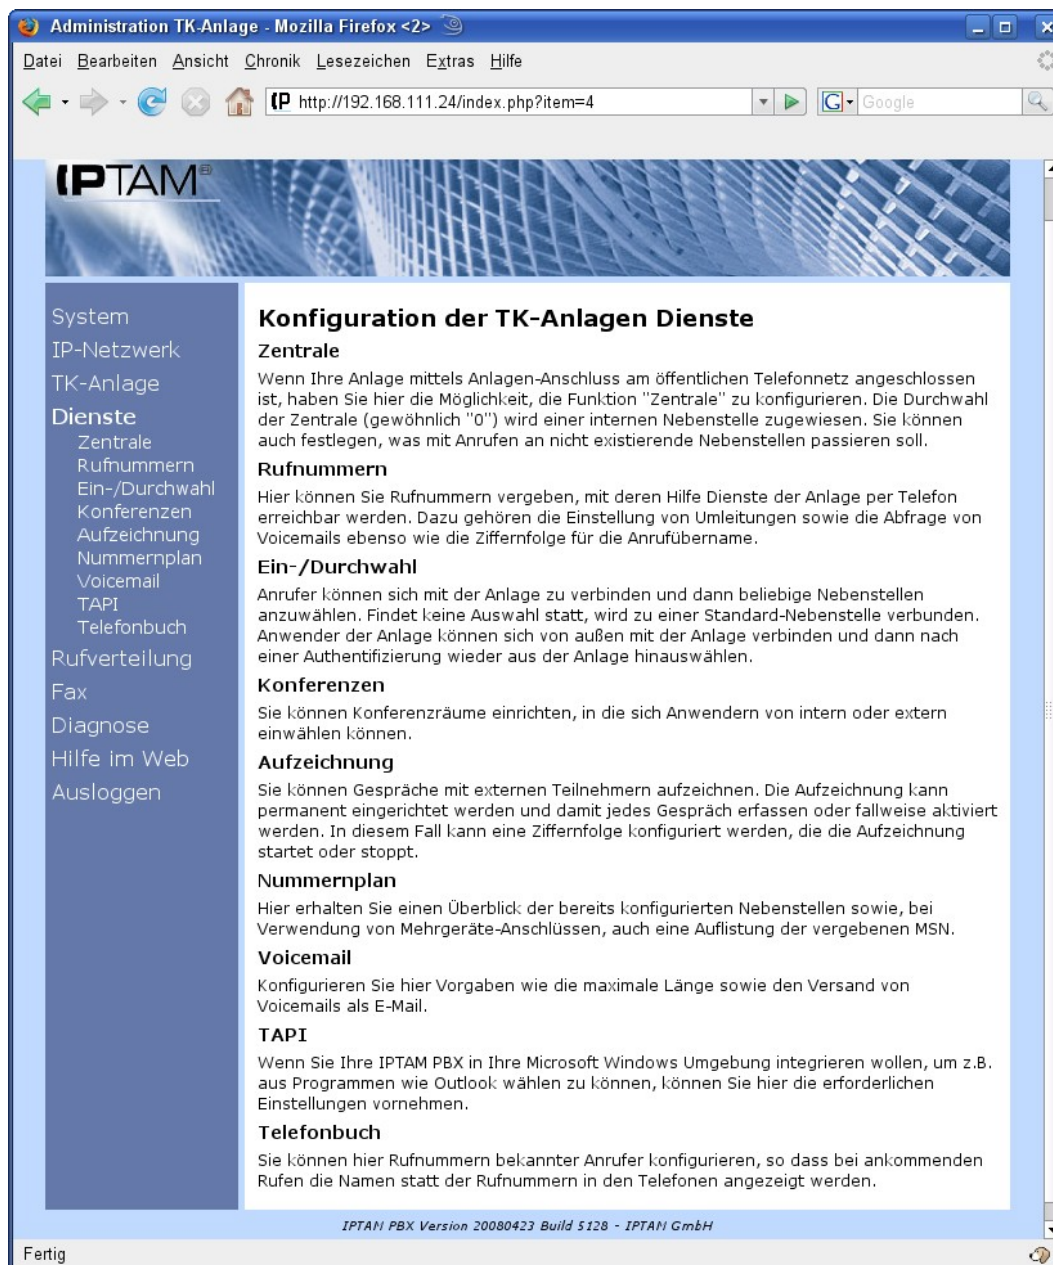 Administration TK-Anlage - Mozilla Firefox <2>
Datei Bearbeiten Ansicht Chronik Lesezeichen Extras Hilfe
http://192.168.111.24/index.php?item=4
G
Google
IPTAM®
System
IP-Netzwerk
TK-Anlage
Dienste
Zentrale
Rufnummern
Ein-/Durchwahl
Konferenzen
Aufzeichnung
Nummernplan
Voicemail
TAPI
Telefonbuch
Rufverteilung
Fax
Diagnose
Hilfe im Web
Ausloggen
Konfiguration der TK-Anlagen Dienste
Zentrale
Wenn Ihre Anlage mittels Anlagen-Anschluss am öffentlichen Telefonnetz angeschlossen
ist, haben Sie hier die Möglichkeit, die Funktion "Zentrale" zu konfigurieren. Die Durchwahl
der Zentrale (gewöhnlich "0") wird einer internen Nebenstelle zugewiesen. Sie können
auch festlegen, was mit Anrufen an nicht existierende Nebenstellen passieren soll.
Rufnummern
Hier können Sie Rufnummern vergeben, mit deren Hilfe Dienste der Anlage per Telefon
erreichbar werden. Dazu gehören die Einstellung von Umleitungen sowie die Abfrage von
Voicemails ebenso wie die Ziffernfolge für die Anrufübername.
Ein-/Durchwahl
Anrufer können sich mit der Anlage zu verbinden und dann beliebige Nebenstellen
anzuwählen. Findet keine Auswahl statt, wird zu einer Standard-Nebenstelle verbunden.
Anwender der Anlage können sich von außen mit der Anlage verbinden und dann nach
einer Authentifizierung wieder aus der Anlage hinauswählen.
Konferenzen
Sie können Konferenzräume einrichten, in die sich Anwendern von intern oder extern
einwählen können.
Aufzeichnung
Sie können Gespräche mit externen Teilnehmern aufzeichnen. Die Aufzeichnung kann
permanent eingerichtet werden und damit jedes Gespräch erfassen oder fallweise aktiviert
werden. In diesem Fall kann eine Ziffernfolge konfiguriert werden, die die Aufzeichnung
startet oder stoppt.
Nummernplan
Hier erhalten Sie einen Überblick der bereits konfigurierten Nebenstellen sowie, bei
Verwendung von Mehrgeräte-Anschlüssen, auch eine Auflistung der vergebenen MSN.
Voicemail
Konfigurieren Sie hier Vorgaben wie die maximale Länge sowie den Versand von
Voicemails als E-Mail.
TAPI
Wenn Sie Ihre IPTAM PBX in Ihre Microsoft Windows Umgebung integrieren wollen, um z.B.
aus Programmen wie Outlook wählen zu können, können Sie hier die erforderlichen
Einstellungen vornehmen.
Telefonbuch
Sie können hier Rufnummern bekannter Anrufer konfigurieren, so dass bei ankommenden
Rufen die Namen statt der Rufnummern in den Telefonen angezeigt werden.
IPTAM PBX Version 20080423 Build 5128 - IPTAM GmbH
Fertig